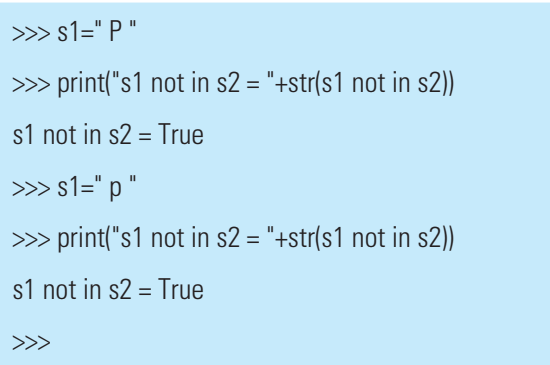 >>> s1=" P "
>>> print("s1 not in s2 = "+str(s1 not in s2))
s1 not in s2 = True
>>> s1=" p "
>>> print("s1 not in s2 = "+str(s1 not in s2))
s1 not in s2 = True
>>>